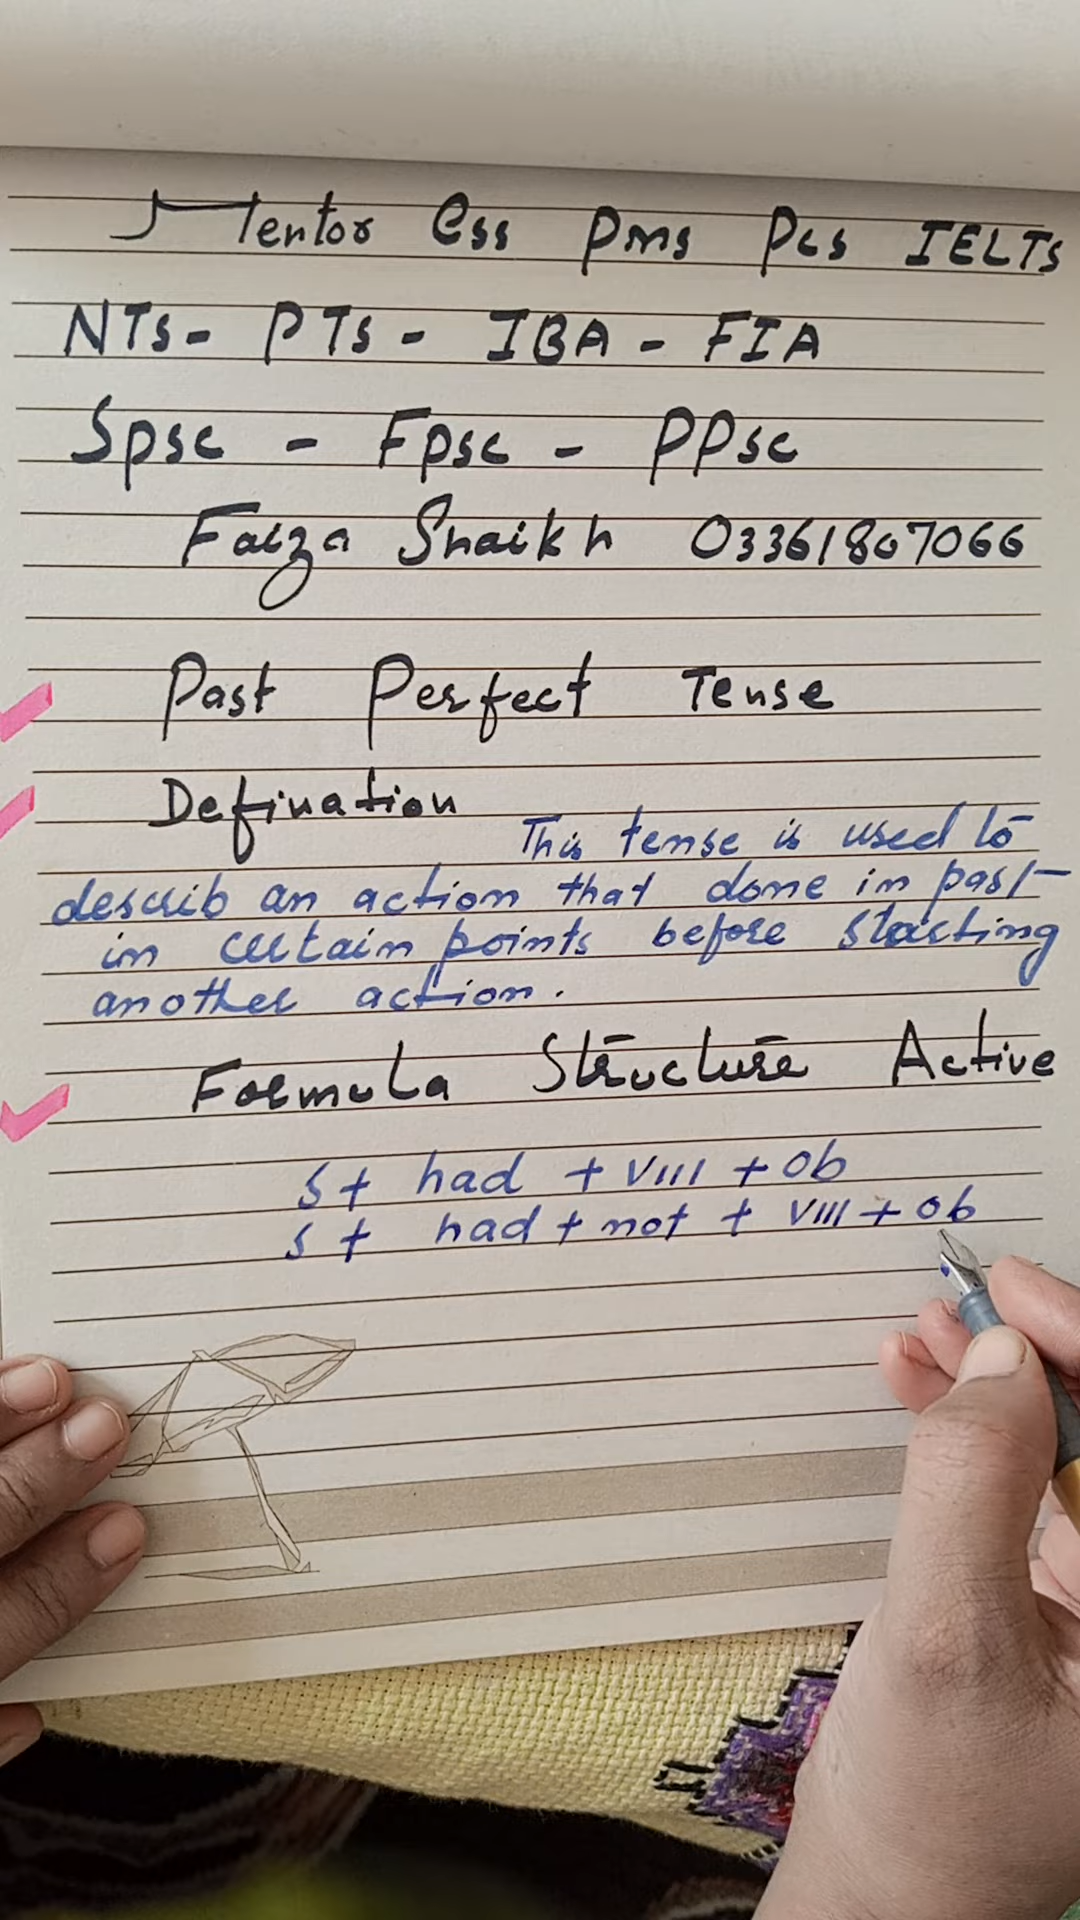 Mentor Css Pms Pcs IELTS
NTs - PTs - IBA - FIA
Spsc - Fpsc - PPsc
Faiza Shaikh 03361807066
Past Perfect Tense
Defination
This tense is used to
describ an action that done in past
in certain points before starting
another action.
Formula Structure Active
S + had + VIII + Ob
S + had + not + VIII + Ob